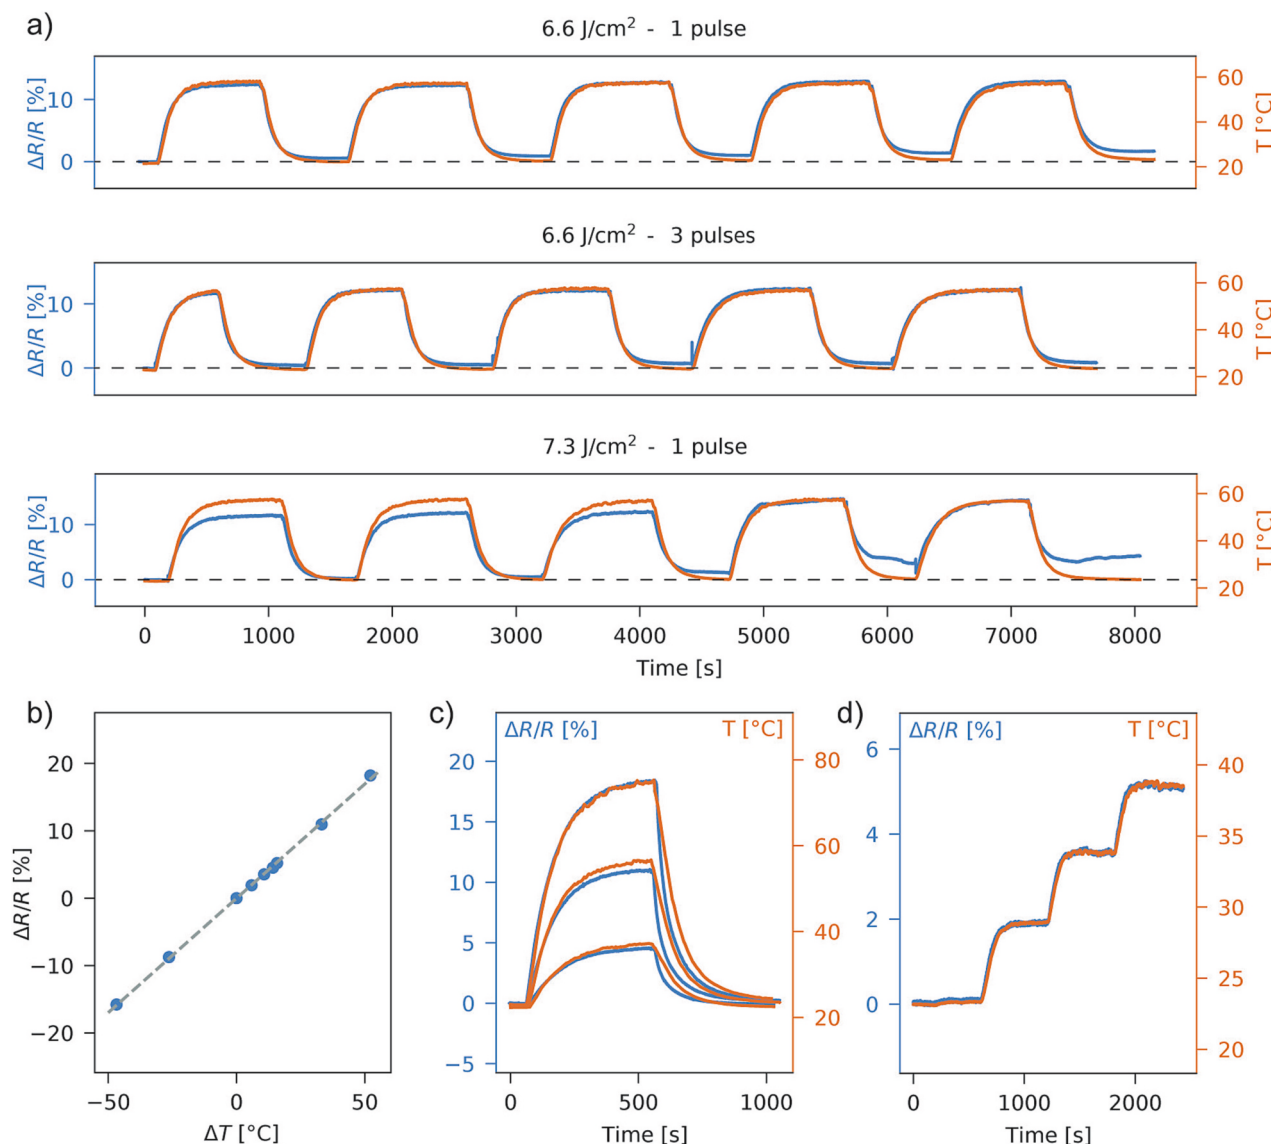 a)
6.6 J/cm² - 1 pulse
ΔR/R [%]
10
0
60
40
20
T [°C]
6.6 J/cm² - 3 pulses
ΔR/R [%]
10
0
60
40
20
T [°C]
7.3 J/cm² - 1 pulse
ΔR/R [%]
10
0
60
40
20
T [°C]
0 1000 2000 3000 4000 5000 6000 7000 8000
Time [s]
b)
ΔR/R [%]
20
10
0
−10
−20
−50 0 50
ΔT [°C]
c)
ΔR/R [%] T [°C]
20
15
10
5
0
−5
80
60
40
20
0 500 1000
Time [s]
d)
ΔR/R [%] T [°C]
6
4
2
0
40
35
30
25
20
0 1000 2000
Time [s]